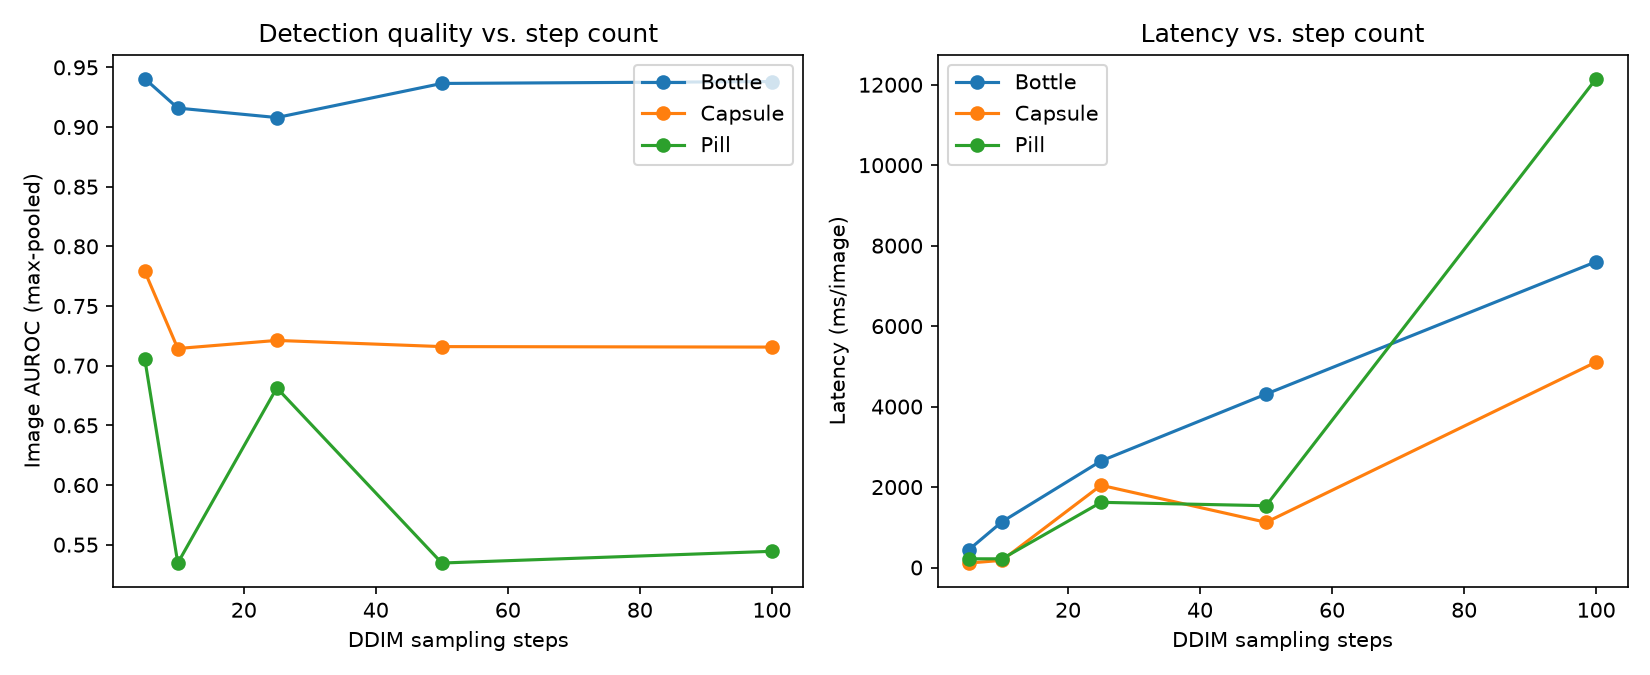 Detection quality vs. step count
Image AUROC (max-pooled)
0.95
0.90
0.85
0.80
0.75
0.70
0.65
0.60
0.55
20
40
60
80
100
DDIM sampling steps
Bottle
Capsule
Pill
Latency vs. step count
Latency (ms/image)
12000
10000
8000
6000
4000
2000
0
20
40
60
80
100
DDIM sampling steps
Bottle
Capsule
Pill